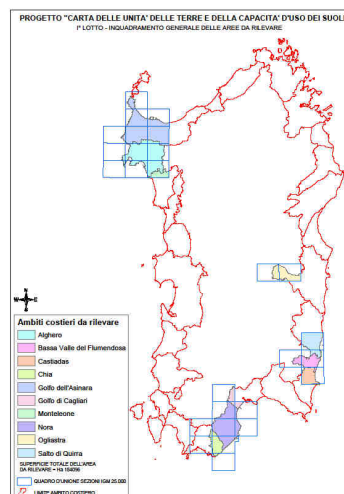 PROGETTO "CARTA DELLE UNITA' DELLE TERRE E DELLA CAPACITA' D'USO DEI SUOLI
I° LOTTO - INQUADRAMENTO GENERALE DELLE AREE DA RILEVARE
W E
Ambiti costieri da rilevare
Alghero
Bassa Valle del Flumendosa
Castiadas
Chia
Golfo dell'Asinara
Golfo di Cagliari
Monteleone
Nora
Ogliastra
Salto di Quirra
SUPERFICIE TOTALE DELL'AREA
DA RILEVARE = Ha
QUADRO D'UNIONE SEZIONI IGM 25.000
LIMITE AMBITO COSTIERO